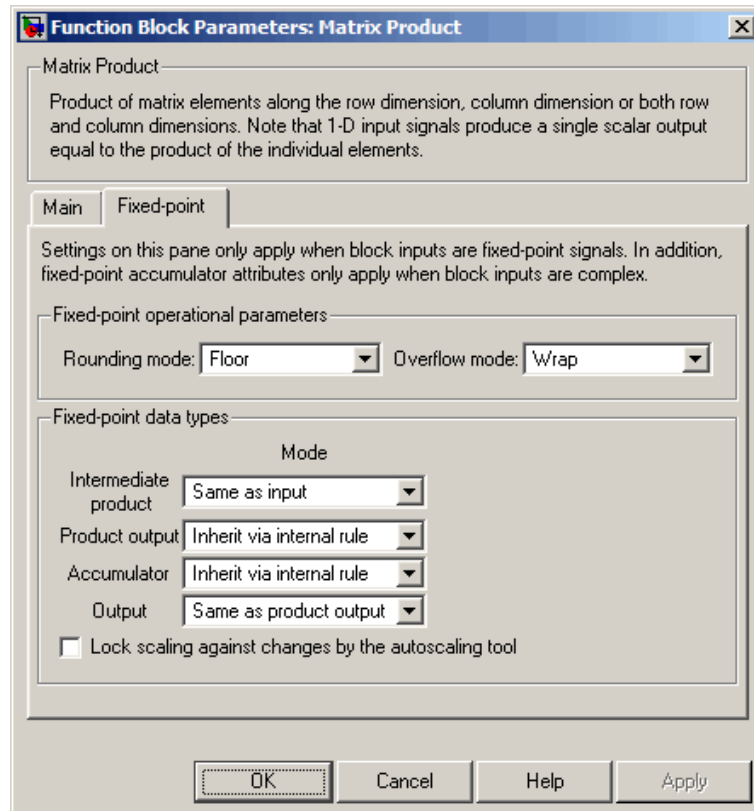 Function Block Parameters: Matrix Product
Matrix Product
Product of matrix elements along the row dimension, column dimension or both row
and column dimensions. Note that 1-D input signals produce a single scalar output
equal to the product of the individual elements.
Main Fixed-point
Settings on this pane only apply when block inputs are fixed-point signals. In addition,
fixed-point accumulator attributes only apply when block inputs are complex.
Fixed-point operational parameters
Rounding mode: Floor Overflow mode: Wrap
Fixed-point data types
Mode
Intermediate
product Same as input
Product output Inherit via internal rule
Accumulator Inherit via internal rule
Output Same as product output
Lock scaling against changes by the autoscaling tool
OK Cancel Help Apply